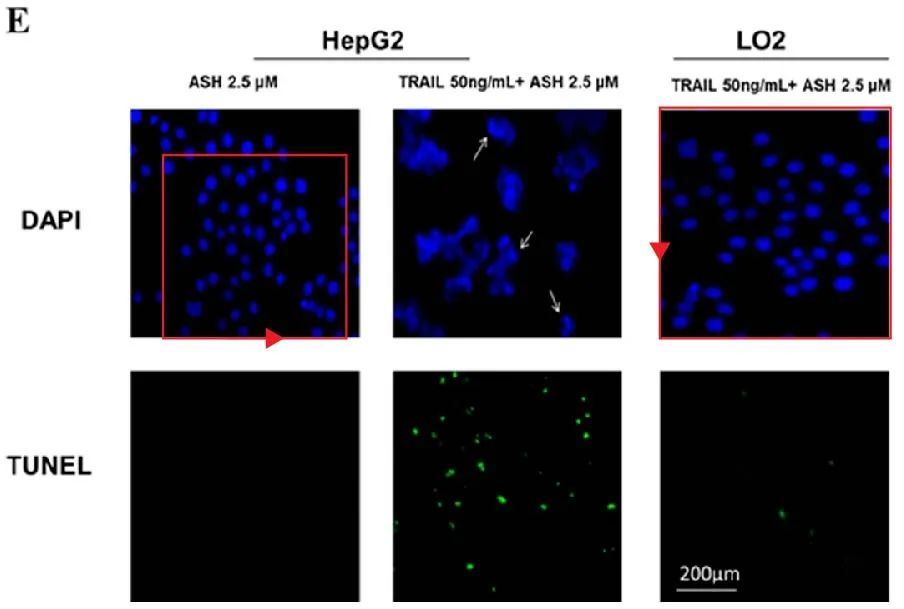 E
HepG2
LO2
ASH 2.5 µM
TRAIL 50ng/mL+ ASH 2.5 µM
TRAIL 50ng/mL+ ASH 2.5 µM
DAPI
TUNEL
200µm